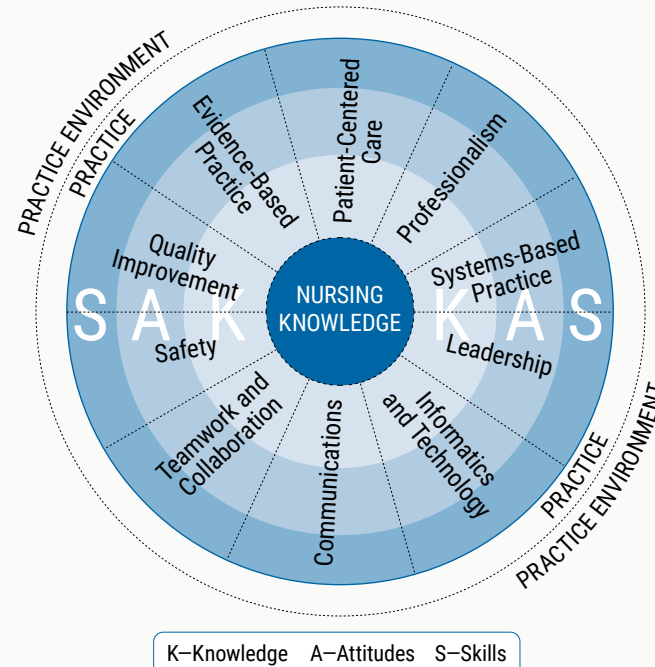 PRACTICE ENVIRONMENT
PRACTICE
Evidence-Based
Practice
Patient-Centered
Care
Professionalism
Quality
Improvement
Systems-Based
Practice
NURSING
KNOWLEDGE
S A K
K A S
Safety
Leadership
Teamwork and
Collaboration
Communications
Informatics
and Technology
PRACTICE
PRACTICE ENVIRONMENT
K–Knowledge A–Attitudes S–Skills